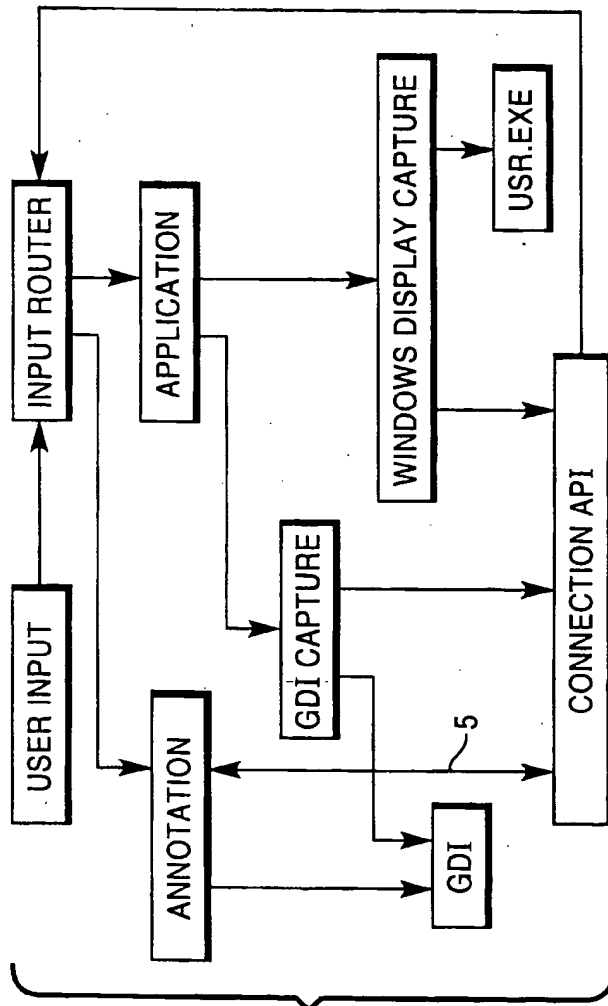 USER INPUT
INPUT ROUTER
ANNOTATION
APPLICATION
GDI CAPTURE
WINDOWS DISPLAY CAPTURE
GDI
5
USR.EXE
CONNECTION API